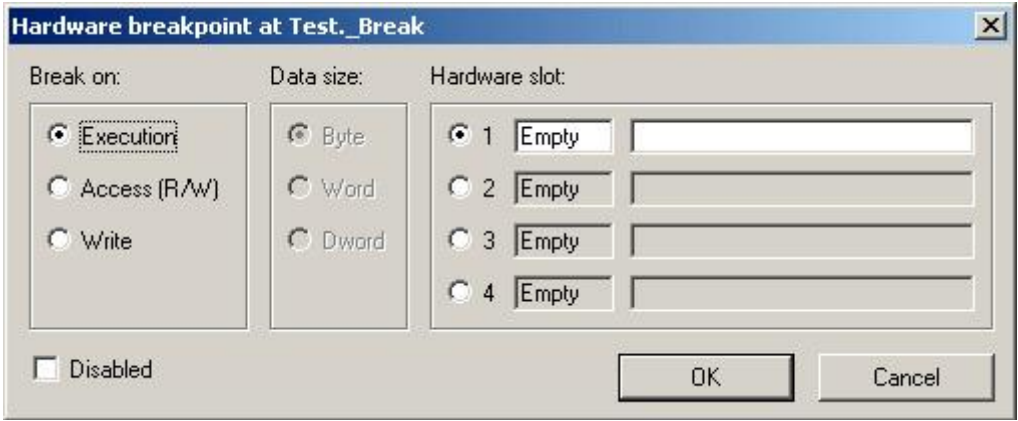 Hardware breakpoint at Test._Break
Break on:
Data size:
Hardware slot:
Execution
Byte
1 Empty
Access (R/W)
Word
2 Empty
Write
Dword
3 Empty
4 Empty
Disabled
OK
Cancel